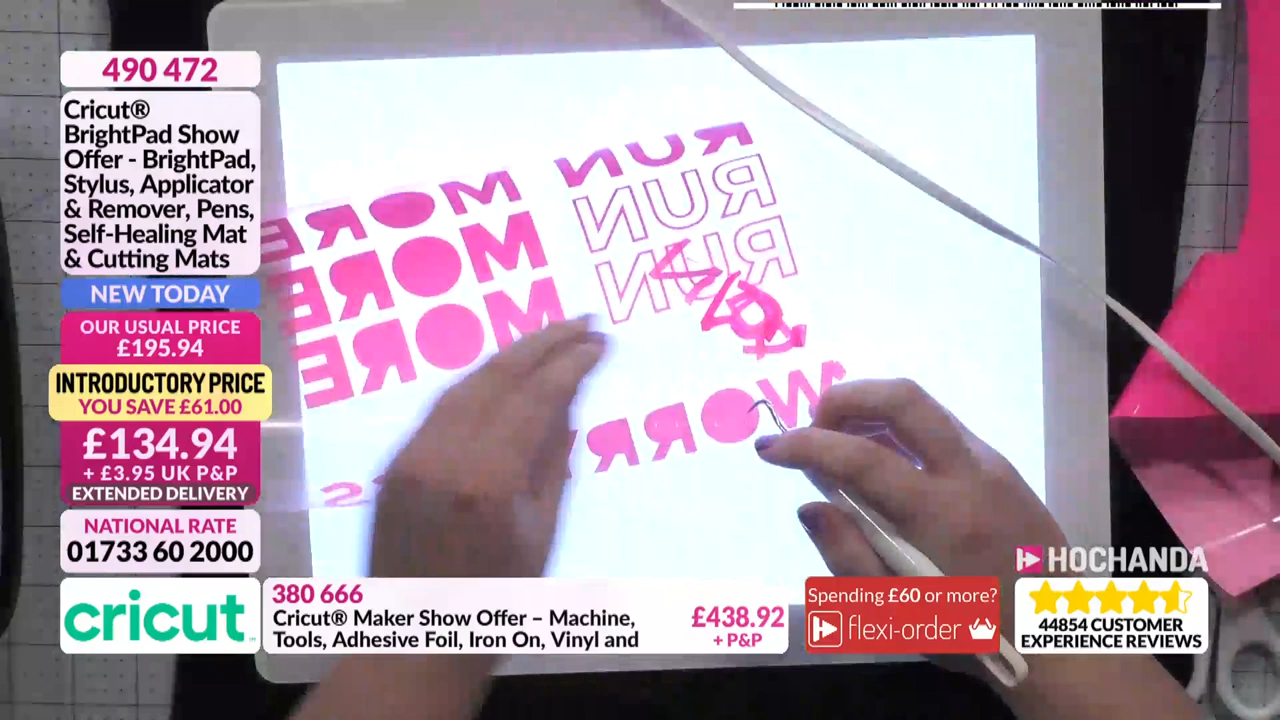 490 472
Cricut®
BrightPad Show
Offer - BrightPad,
Stylus, Applicator
& Remover, Pens,
Self-Healing Mat
& Cutting Mats
NEW TODAY
OUR USUAL PRICE
£195.94
INTRODUCTORY PRICE
YOU SAVE £61.00
£134.94
+ £3.95 UK P&P
EXTENDED DELIVERY
NATIONAL RATE
01733 60 2000
cricut
MORE
MORE
MORE
RUN
RUN
RUN
WORRY
HOCHANDA
380 666
Cricut® Maker Show Offer – Machine,
Tools, Adhesive Foil, Iron On, Vinyl and
£438.92
+ P&P
Spending £60 or more?
flexi-order
44854 CUSTOMER
EXPERIENCE REVIEWS